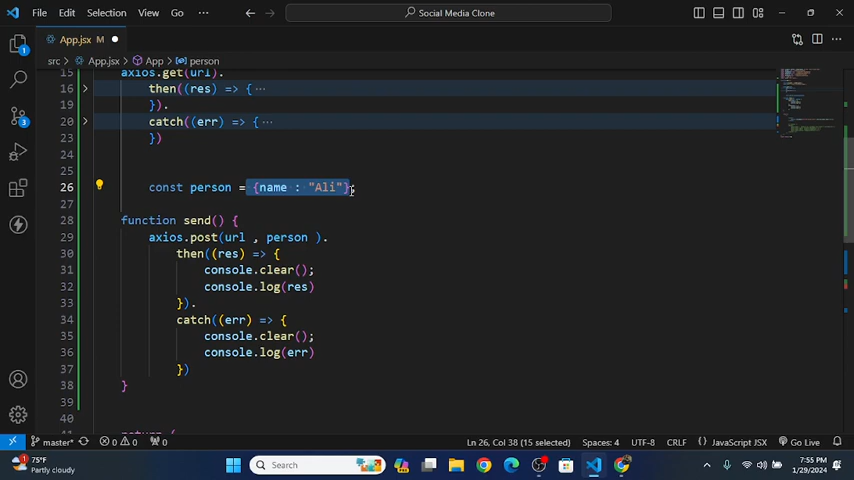 File Edit Selection View Go ··· Social Media Clone
App.jsx M
src > App.jsx > App > person
15 axios.get(url).
16 then((res) => { ···
19 }).
20 catch((err) => { ···
23 })
24
25
26 const person = {name : "Ali"};
27
28 function send() {
29 axios.post(url , person ).
30 then((res) => {
31 console.clear();
32 console.log(res)
33 }).
34 catch((err) => {
35 console.clear();
36 console.log(err)
37 })
38 }
39
40
41 return (
master* 0 0 0 Ln 26, Col 38 (15 selected) Spaces: 4 UTF-8 CRLF {} JavaScript JSX Go Live
1 75°F
Partly cloudy
Search
7:55 PM
1/29/2024